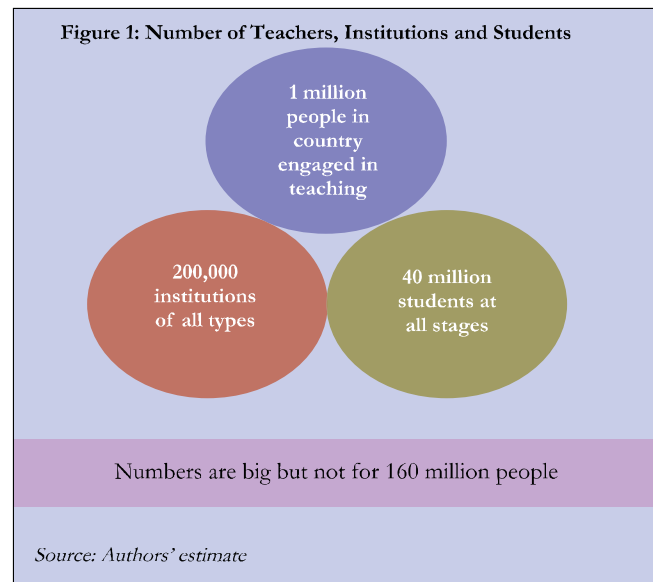 Figure 1: Number of Teachers, Institutions and Students
1 million
people in
country
engaged in
teaching
200,000
institutions
of all types
40 million
students at
all stages
Numbers are big but not for 160 million people
Source: Authors' estimate